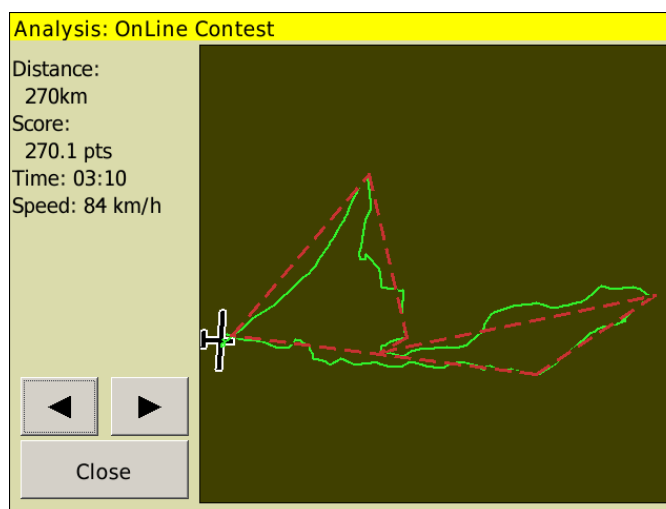 Analysis: OnLine Contest
Distance:
270km
Score:
270.1 pts
Time: 03:10
Speed: 84 km/h
Close